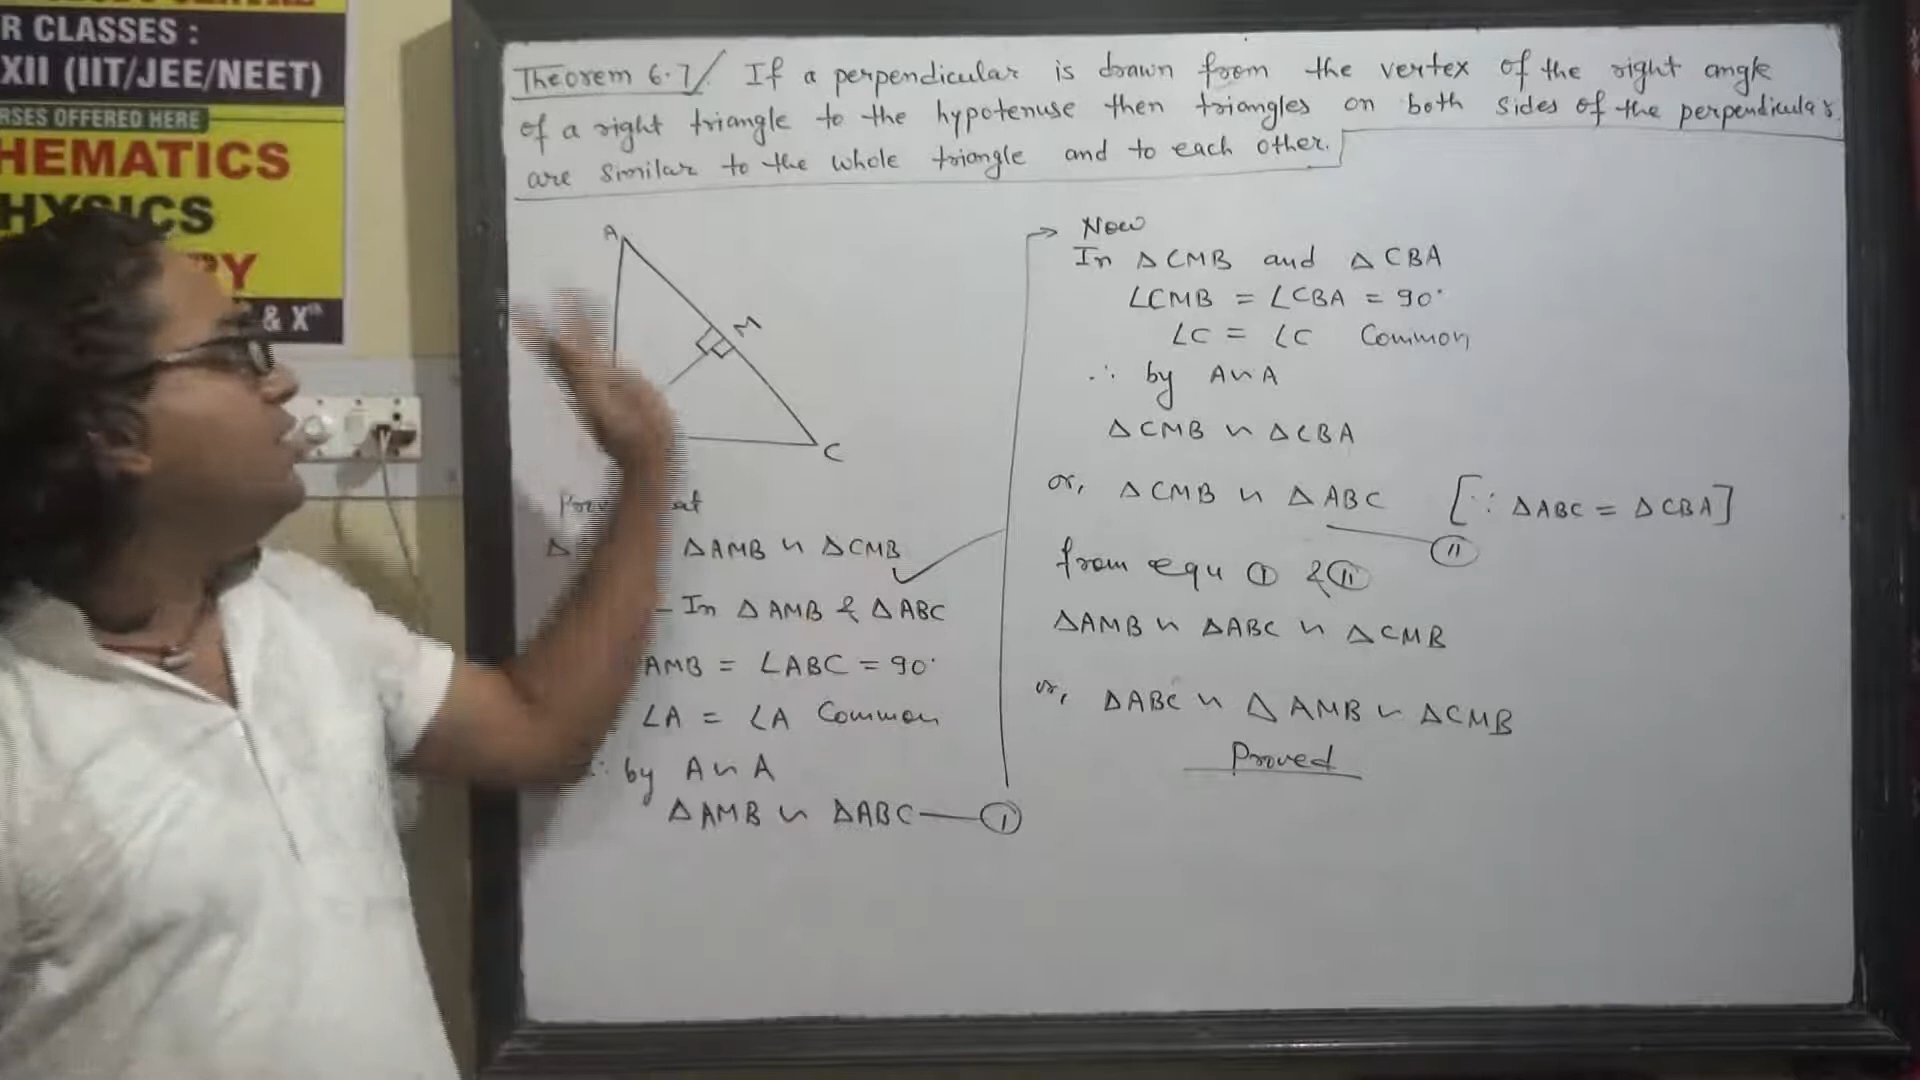 R CLASSES :
XII (IIT/JEE/NEET)
RSES OFFERED HERE
HEMATICS
HYSICS
RY
& Xth
Theorem 6.7/. If a perpendicular is drawn from the vertex of the right angle
of a right triangle to the hypotenuse then triangles on both sides of the perpendicular
are similar to the whole triangle and to each other.
A
M
C
Δ ΔAMB ∽ ΔCMB
In ΔAMB & ΔABC
AMB = ∠ABC = 90°
∠A = ∠A Common
∴ by A∽A
ΔAMB ∽ ΔABC — I
→ Now
In ΔCMB and ΔCBA
∠CMB = ∠CBA = 90°
∠C = ∠C Common
∴ by A∽A
ΔCMB ∽ ΔCBA
or, ΔCMB ∽ ΔABC [∵ ΔABC = ΔCBA]
II
from equ I & II
ΔAMB ∽ ΔABC ∽ ΔCMB
or, ΔABC ∽ ΔAMB ∽ ΔCMB
Proved